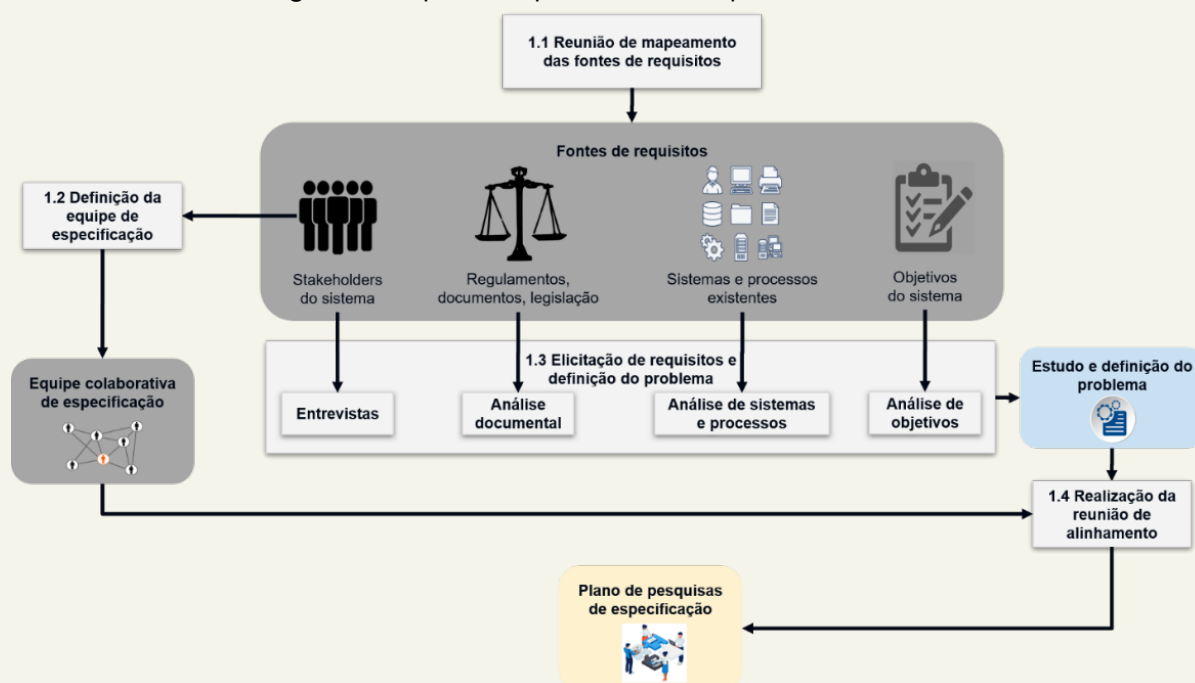 1.1 Reunião de mapeamento
das fontes de requisitos
Fontes de requisitos
1.2 Definição da
equipe de
especificação
Stakeholders
do sistema
Regulamentos,
documentos, legislação
Sistemas e processos
existentes
Objetivos
do sistema
1.3 Elicitação de requisitos e
definição do problema
Entrevistas
Análise
documental
Análise de sistemas
e processos
Análise de
objetivos
Equipe colaborativa
de especificação
Estudo e definição do
problema
1.4 Realização da
reunião de
alinhamento
Plano de pesquisas
de especificação